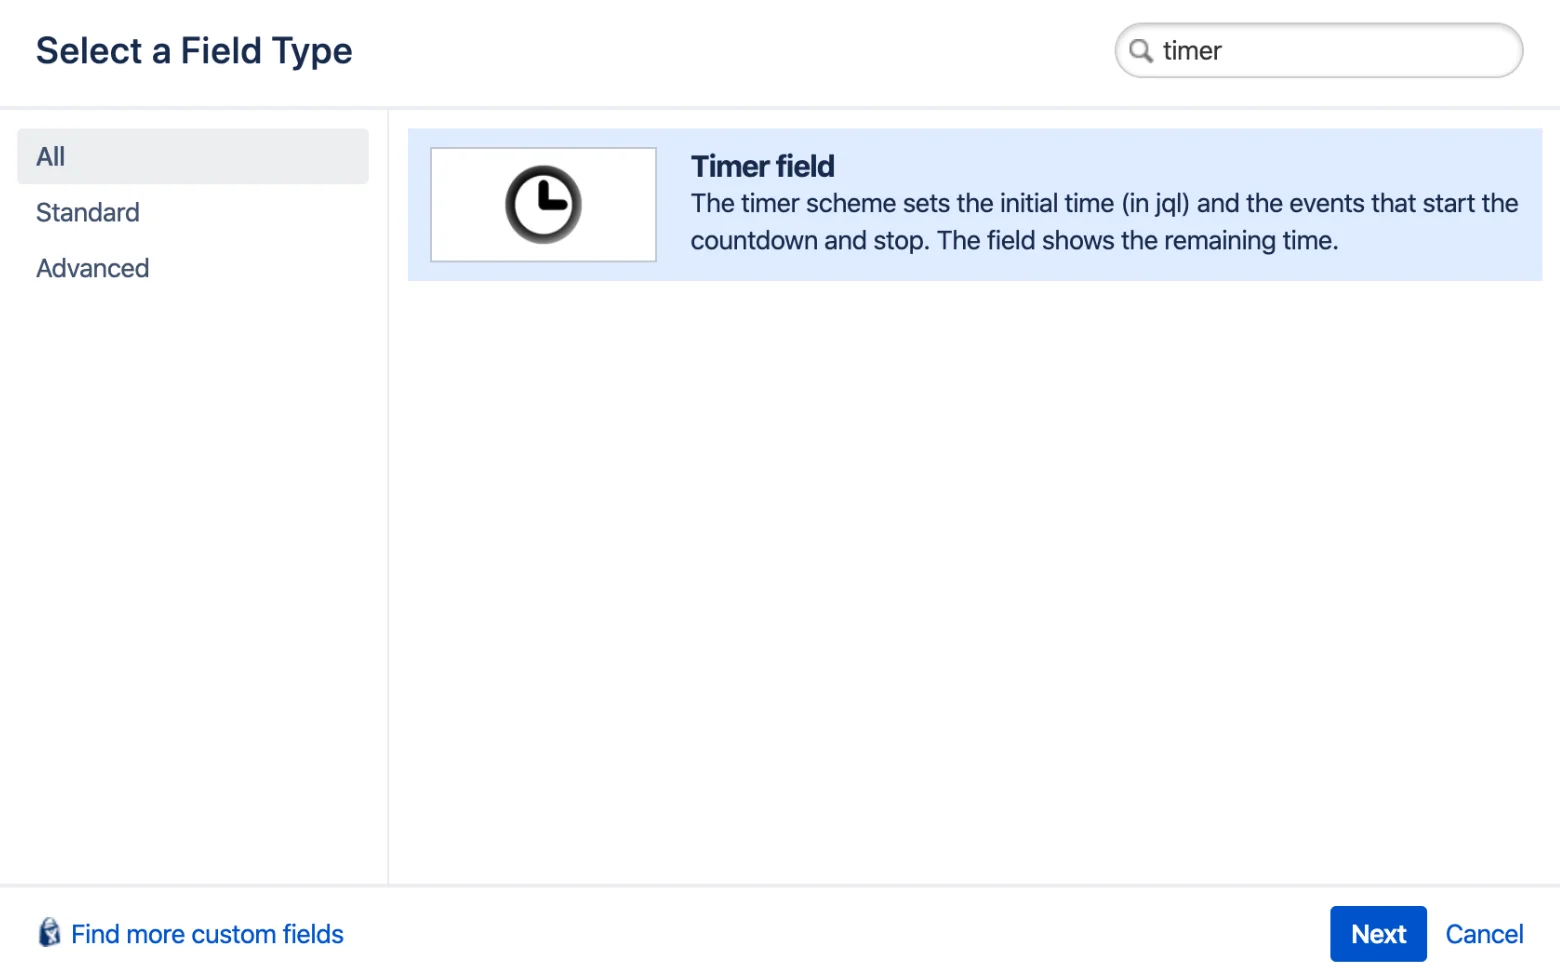 Select a Field Type
timer
All
Standard
Advanced
Timer field
The timer scheme sets the initial time (in jql) and the events that start the
countdown and stop. The field shows the remaining time.
Find more custom fields
Next
Cancel